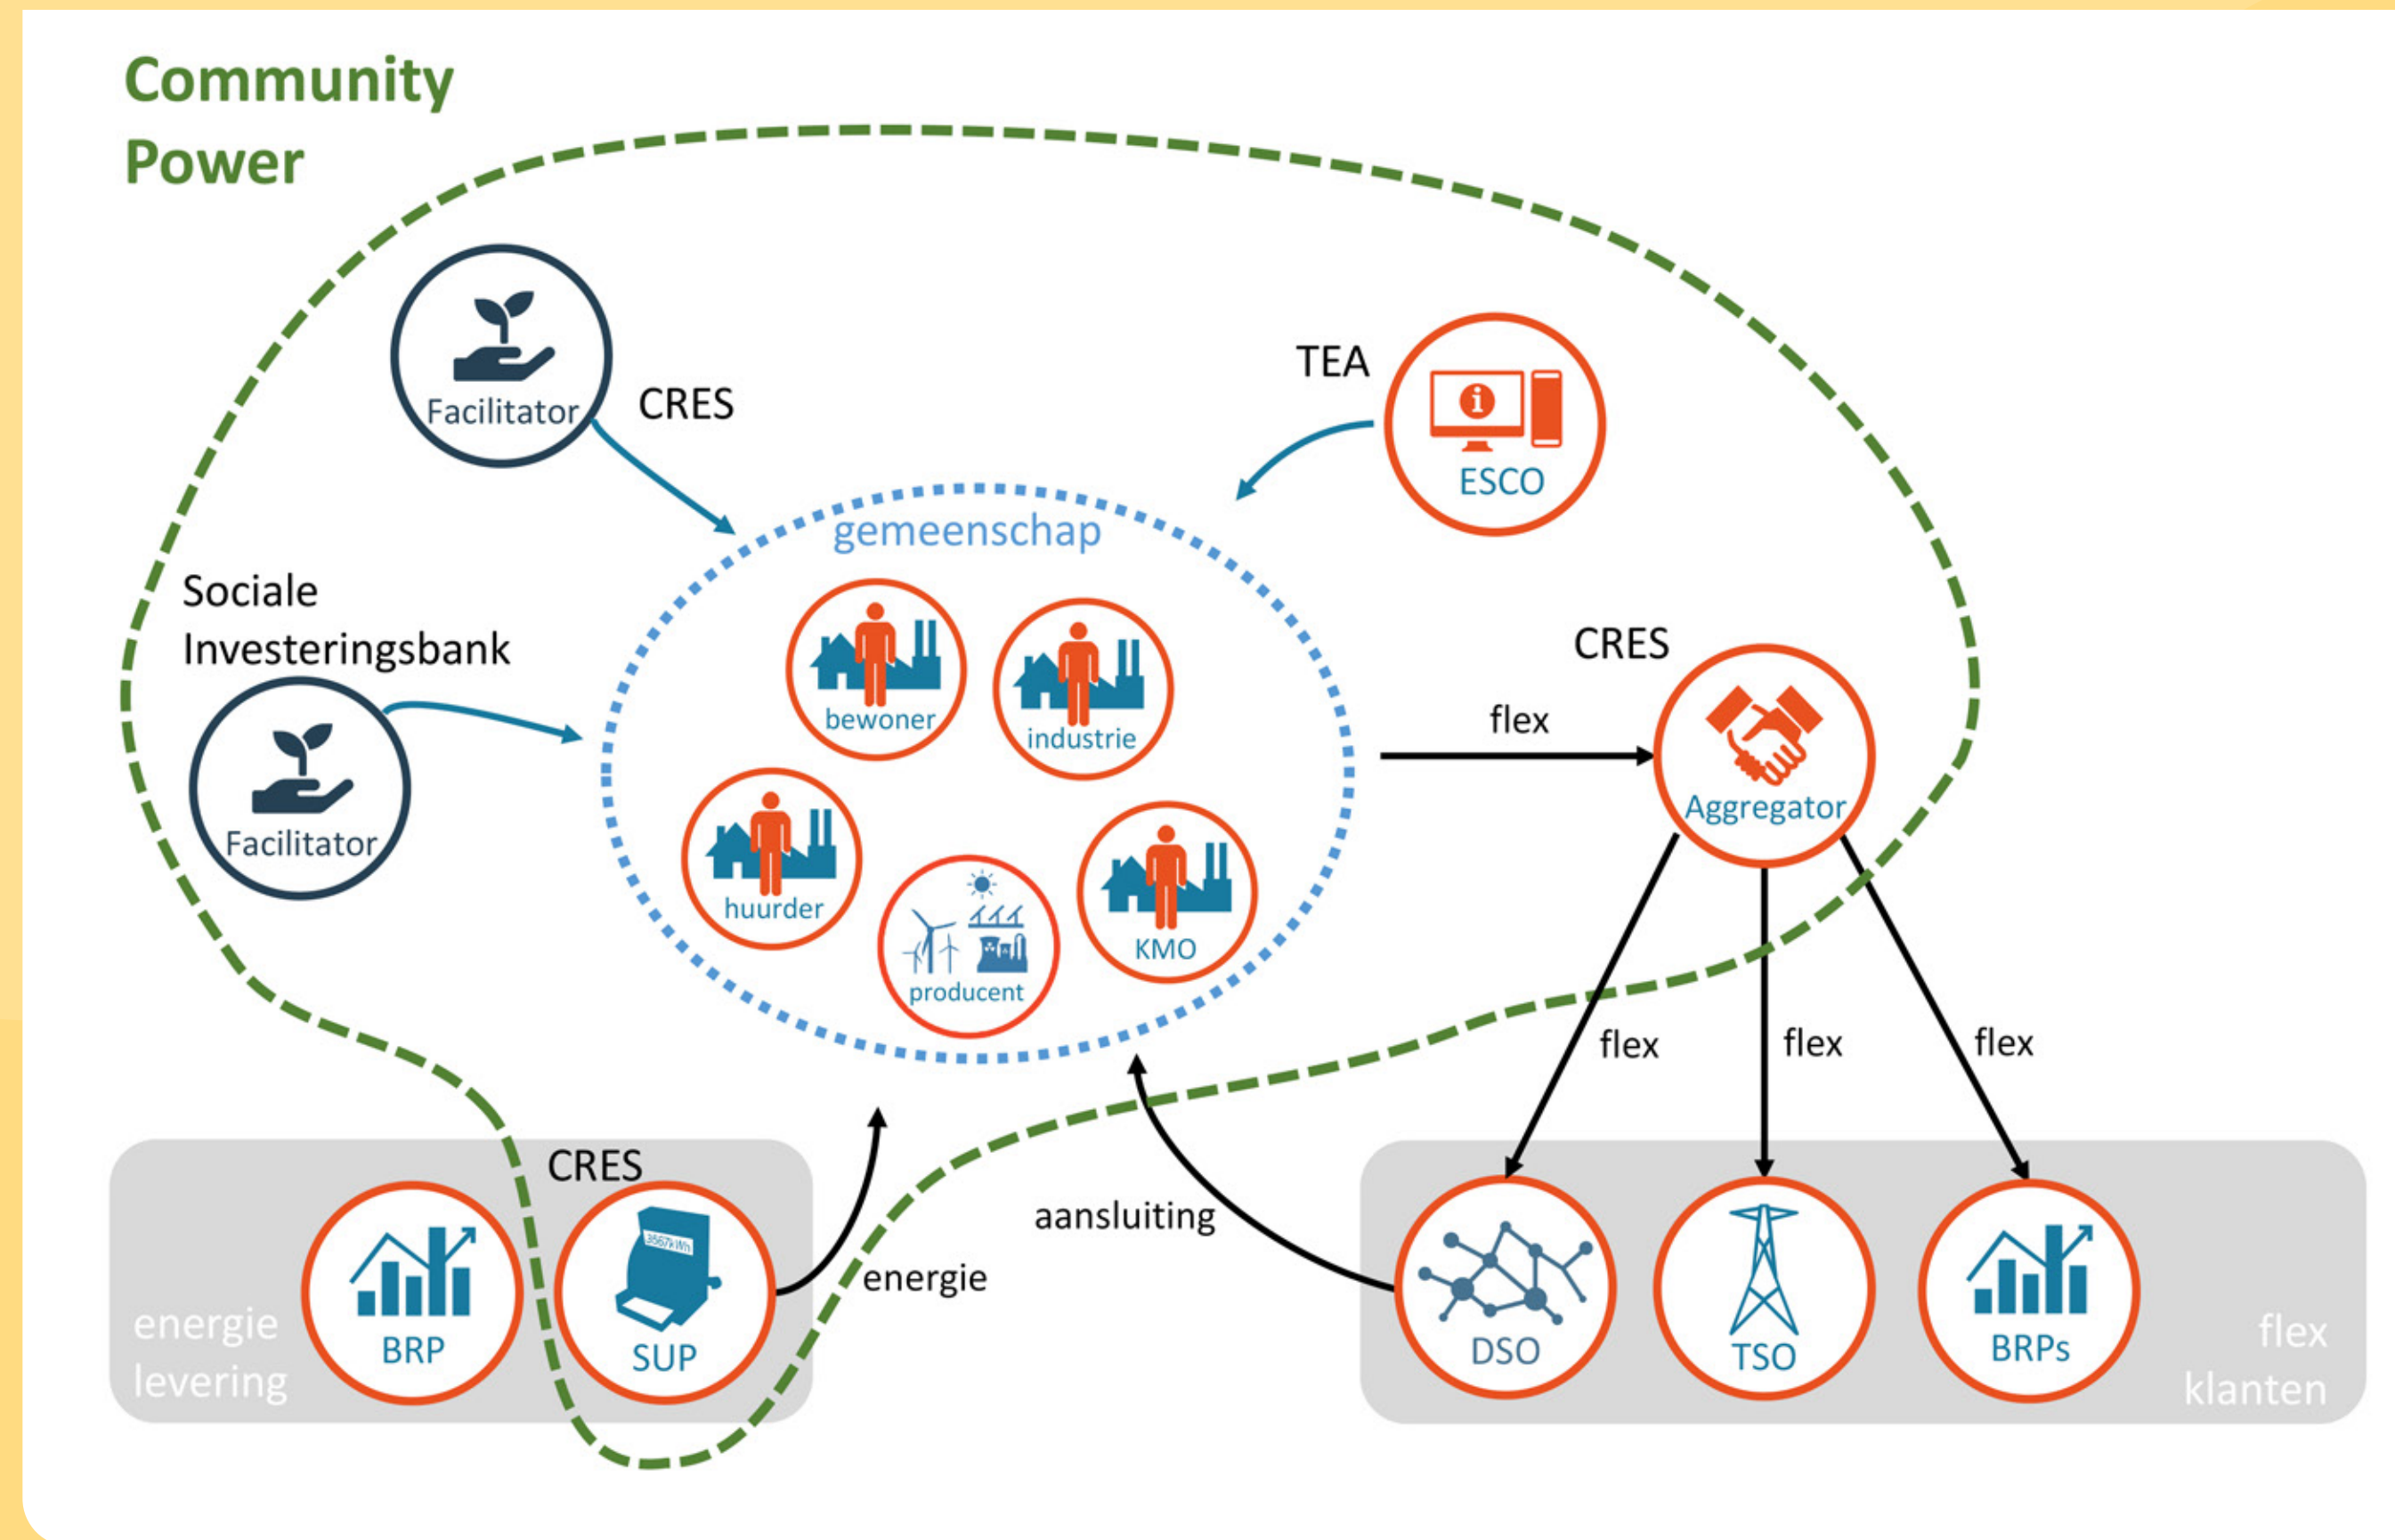 Community
Power
Facilitator
CRES
TEA
ESCO
gemeenschap
Sociale
Investeringsbank
Facilitator
bewoner
industrie
huurder
producent
KMO
CRES
flex
Aggregator
flex
flex
flex
aansluiting
energie
CRES
energie
levering
BRP
3567kWh
SUP
DSO
TSO
BRPs
flex
klanten